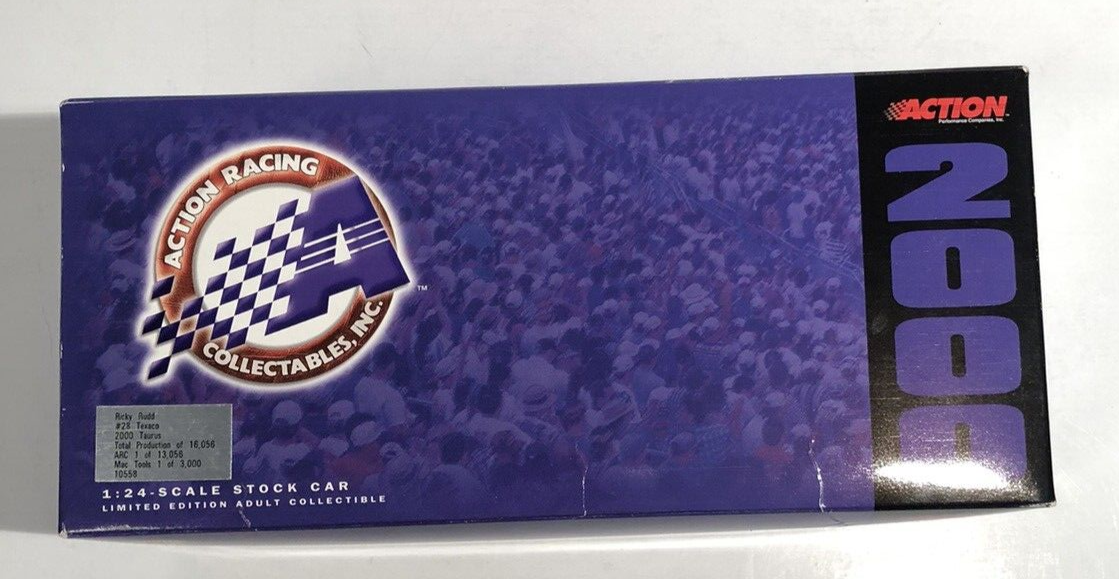 ACTION RACING
COLLECTABLES, INC.
A
™
Ricky Rudd
#28 Texaco
2000 Taurus
Total Production of 16,056
ARC 1 of 13,056
Mac Tools 1 of 3,000
10558
1:24-SCALE STOCK CAR
LIMITED EDITION ADULT COLLECTIBLE
ACTION™
Performance Companies, Inc.
2000